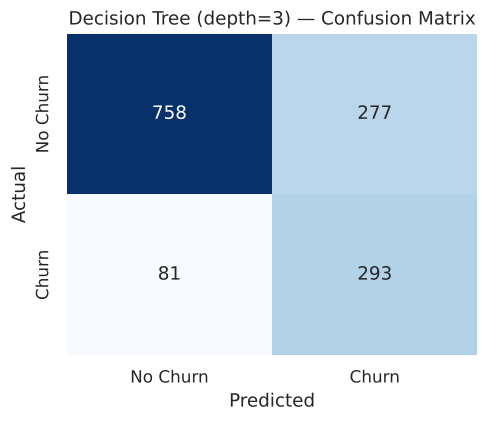 Decision Tree (depth=3) — Confusion Matrix
Actual
No Churn
758
277
Churn
81
293
No Churn
Churn
Predicted